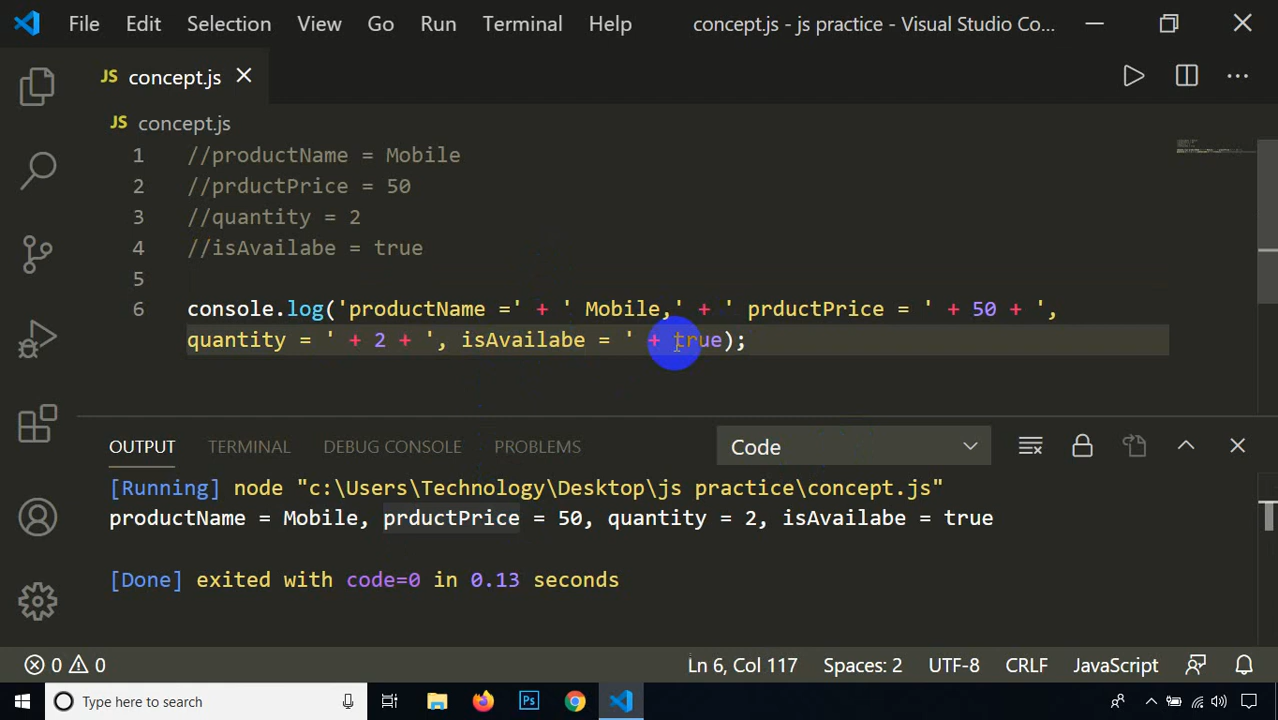 File Edit Selection View Go Run Terminal Help concept.js - js practice - Visual Studio Co...
JS concept.js
JS concept.js
1 //productName = Mobile
2 //prductPrice = 50
3 //quantity = 2
4 //isAvailabe = true
5
6 console.log('productName =' + ' Mobile,' + ' prductPrice = ' + 50 + ',
quantity = ' + 2 + ', isAvailabe = ' + true);
OUTPUT TERMINAL DEBUG CONSOLE PROBLEMS Code
[Running] node "c:\Users\Technology\Desktop\js practice\concept.js"
productName = Mobile, prductPrice = 50, quantity = 2, isAvailabe = true
[Done] exited with code=0 in 0.13 seconds
0 0 Ln 6, Col 117 Spaces: 2 UTF-8 CRLF JavaScript
Type here to search Ps